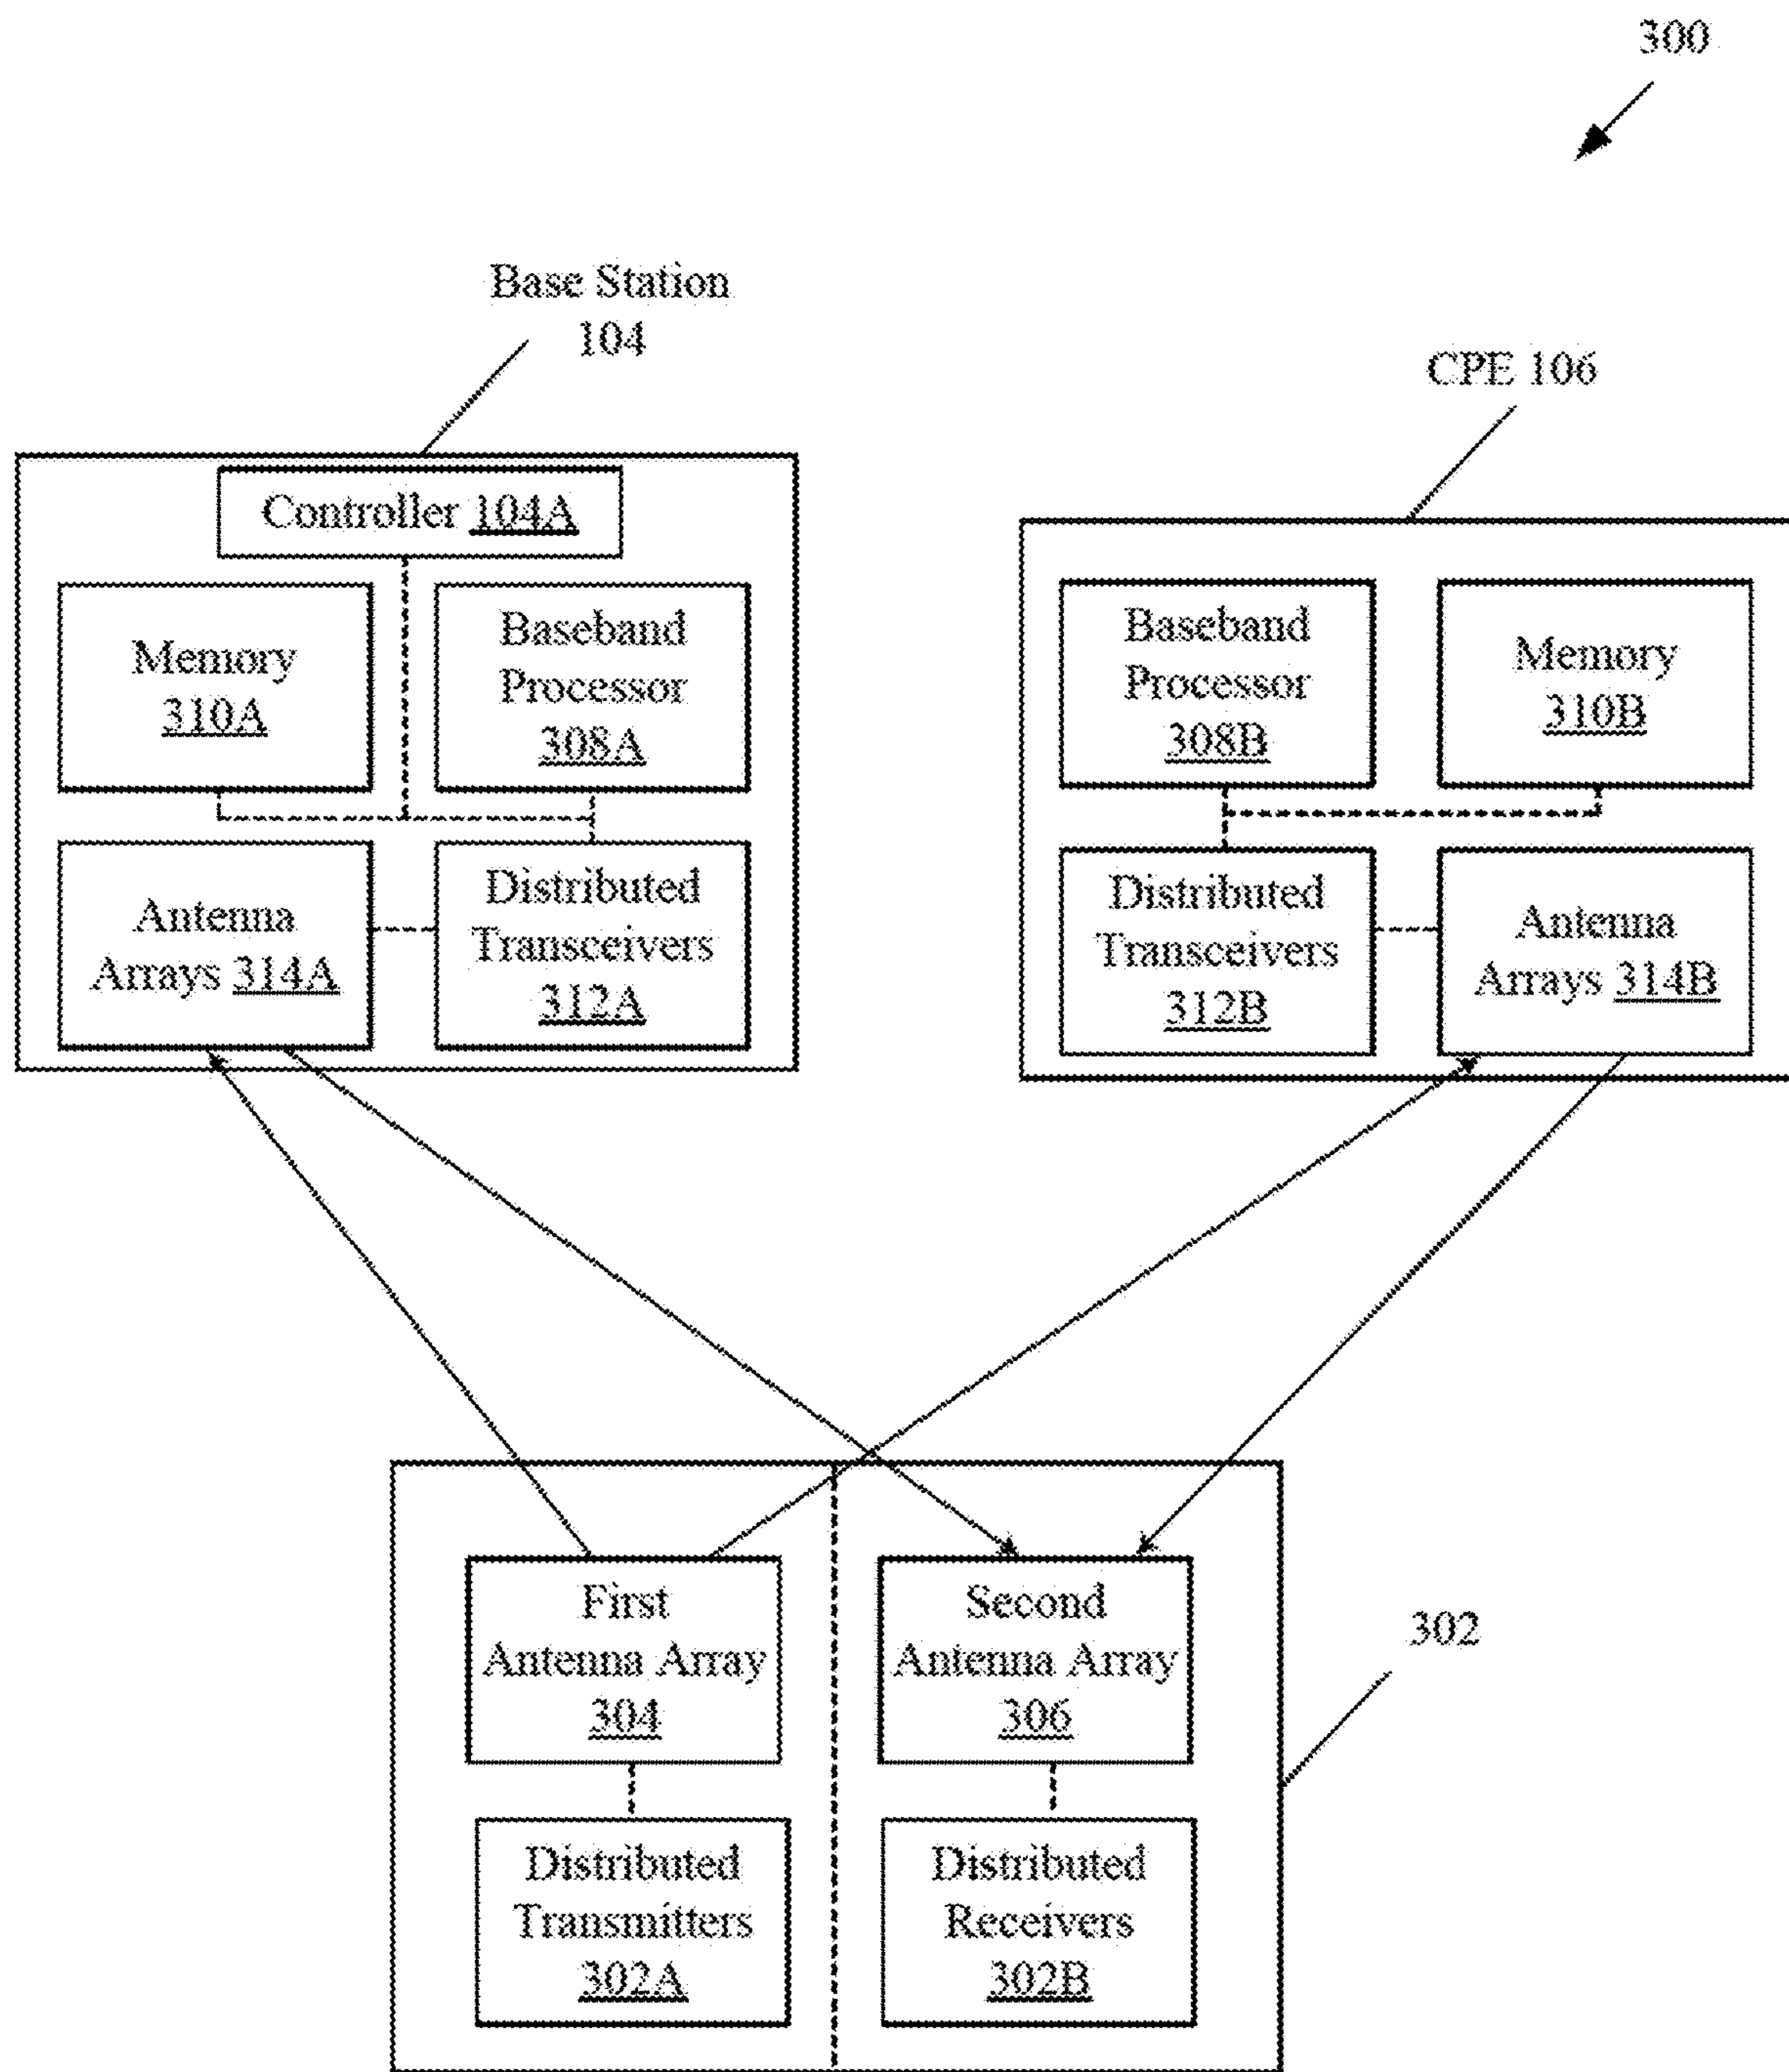 300
Base Station
104
CPE 106
Controller 104A
Memory
310A
Baseband
Processor
308A
Antenna
Arrays 314A
Distributed
Transceivers
312A
Baseband
Processor
308B
Memory
310B
Distributed
Transceivers
312B
Antenna
Arrays 314B
First
Antenna Array
304
Second
Antenna Array
306
302
Distributed
Transmitters
302A
Distributed
Receivers
302B